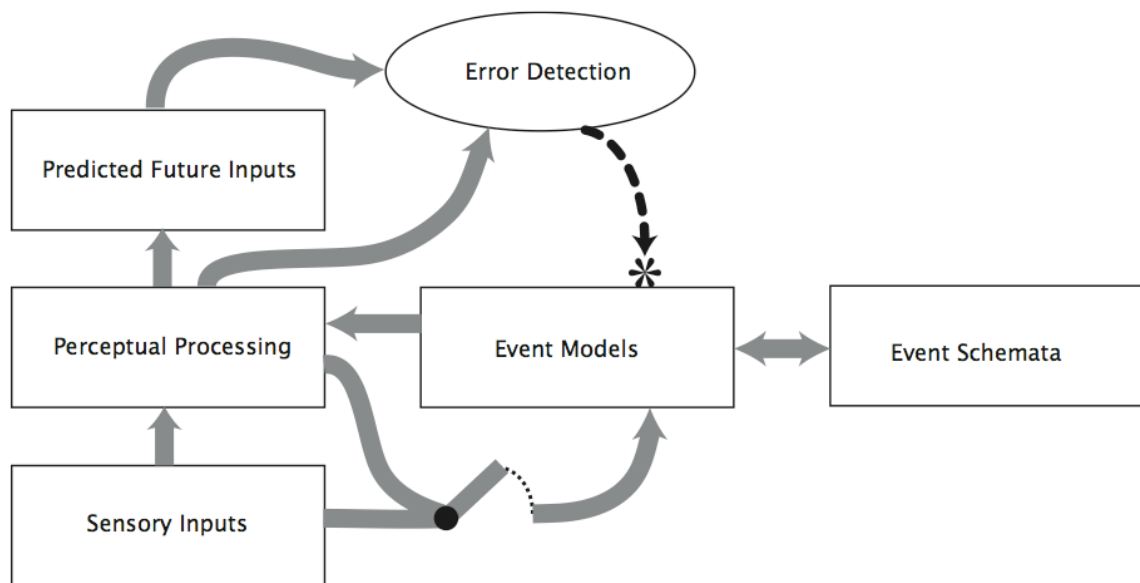 Error Detection
Predicted Future Inputs
Perceptual Processing
Event Models
Event Schemata
Sensory Inputs